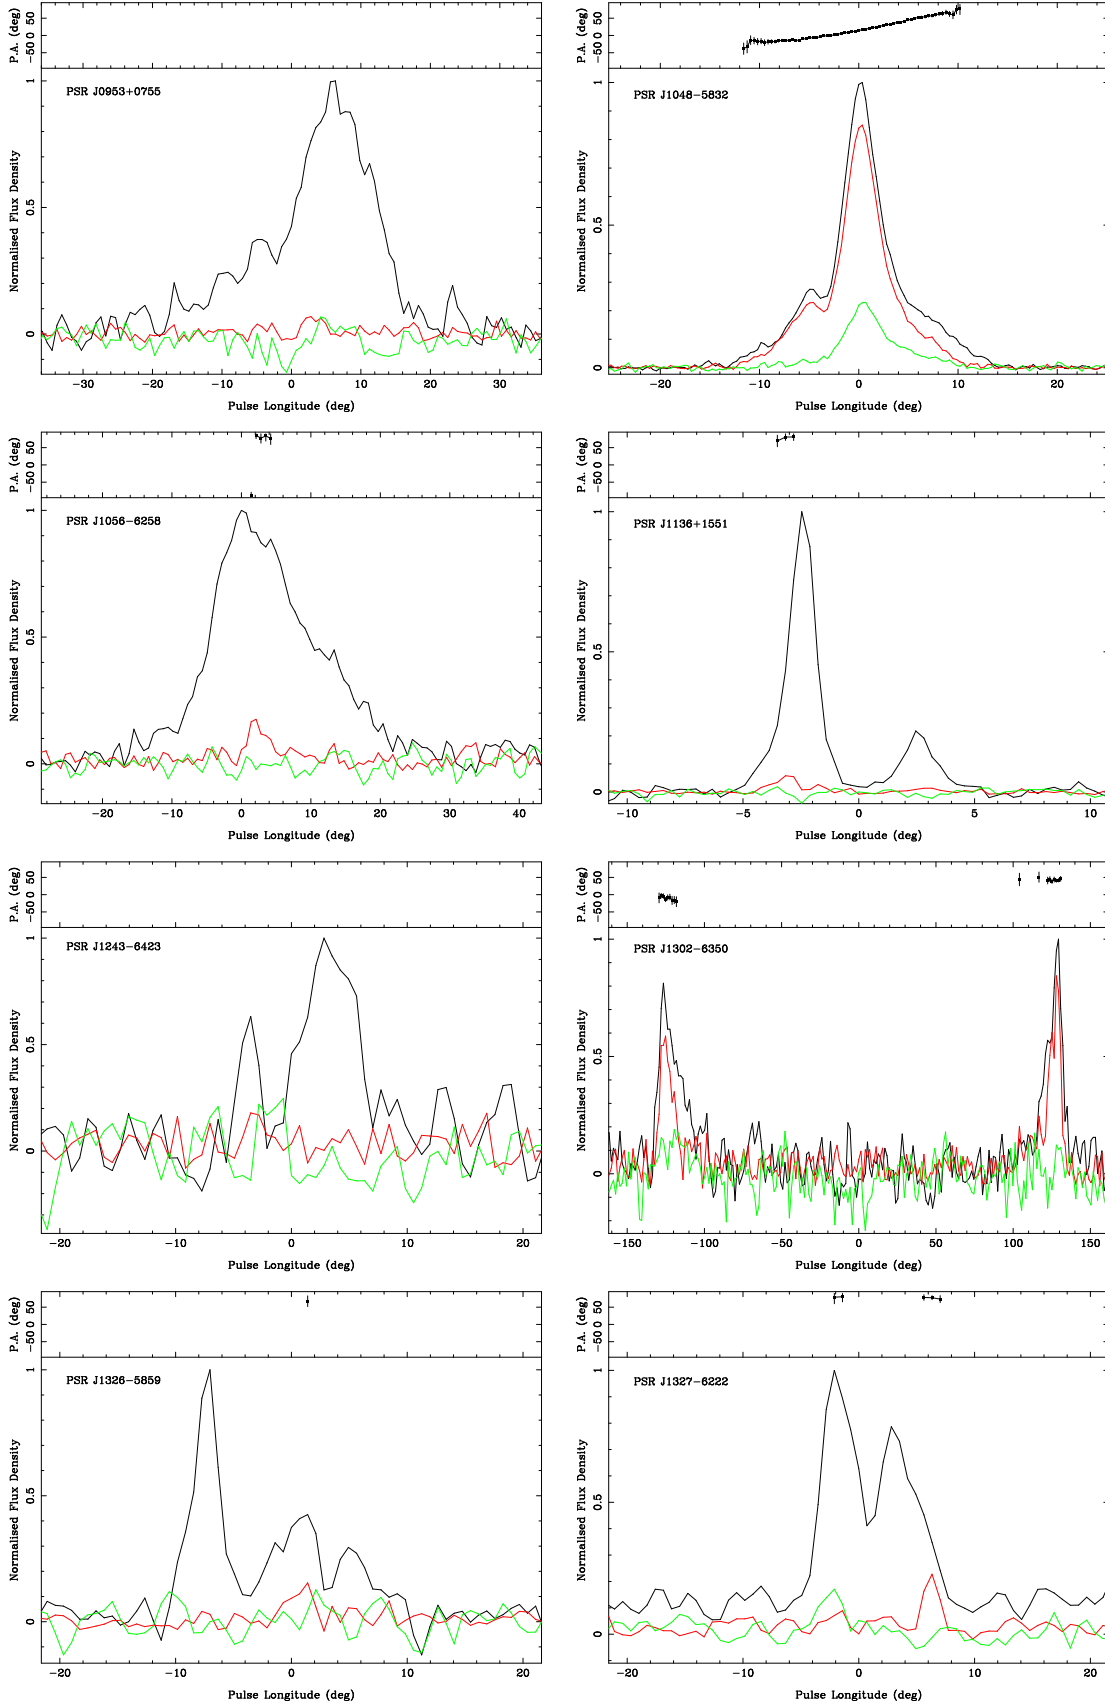 P.A. (deg)
−50 0 50
P.A. (deg)
−50 0 50
PSR J0953+0755
Normalised Flux Density
0 0.5 1
−30 −20 −10 0 10 20 30
Pulse Longitude (deg)
PSR J1048−5832
Normalised Flux Density
0 0.5 1
−20 −10 0 10 20
Pulse Longitude (deg)
P.A. (deg)
−50 0 50
P.A. (deg)
−50 0 50
PSR J1056−6258
Normalised Flux Density
0 0.5 1
−20 −10 0 10 20 30 40
Pulse Longitude (deg)
PSR J1136+1551
Normalised Flux Density
0 0.5 1
−10 −5 0 5 10
Pulse Longitude (deg)
P.A. (deg)
−50 0 50
P.A. (deg)
−50 0 50
PSR J1243−6423
Normalised Flux Density
0 0.5 1
−20 −10 0 10 20
Pulse Longitude (deg)
PSR J1302−6350
Normalised Flux Density
0 0.5 1
−150 −100 −50 0 50 100 150
Pulse Longitude (deg)
P.A. (deg)
−50 0 50
P.A. (deg)
−50 0 50
PSR J1326−5859
Normalised Flux Density
0 0.5 1
−20 −10 0 10 20
Pulse Longitude (deg)
PSR J1327−6222
Normalised Flux Density
0 0.5 1
−20 −10 0 10 20
Pulse Longitude (deg)